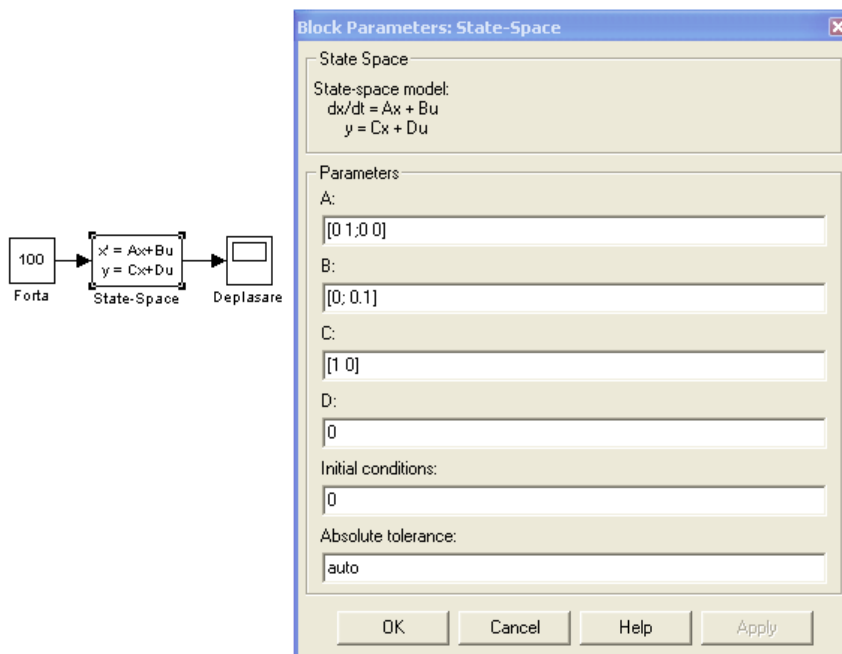 100
Forta
x' = Ax+Bu
y = Cx+Du
State-Space
Deplasare
Block Parameters: State-Space
State Space
State-space model:
dx/dt = Ax + Bu
y = Cx + Du
Parameters
A:
[0 1;0 0]
B:
[0; 0.1]
C:
[1 0]
D:
0
Initial conditions:
0
Absolute tolerance:
auto
OK Cancel Help Apply